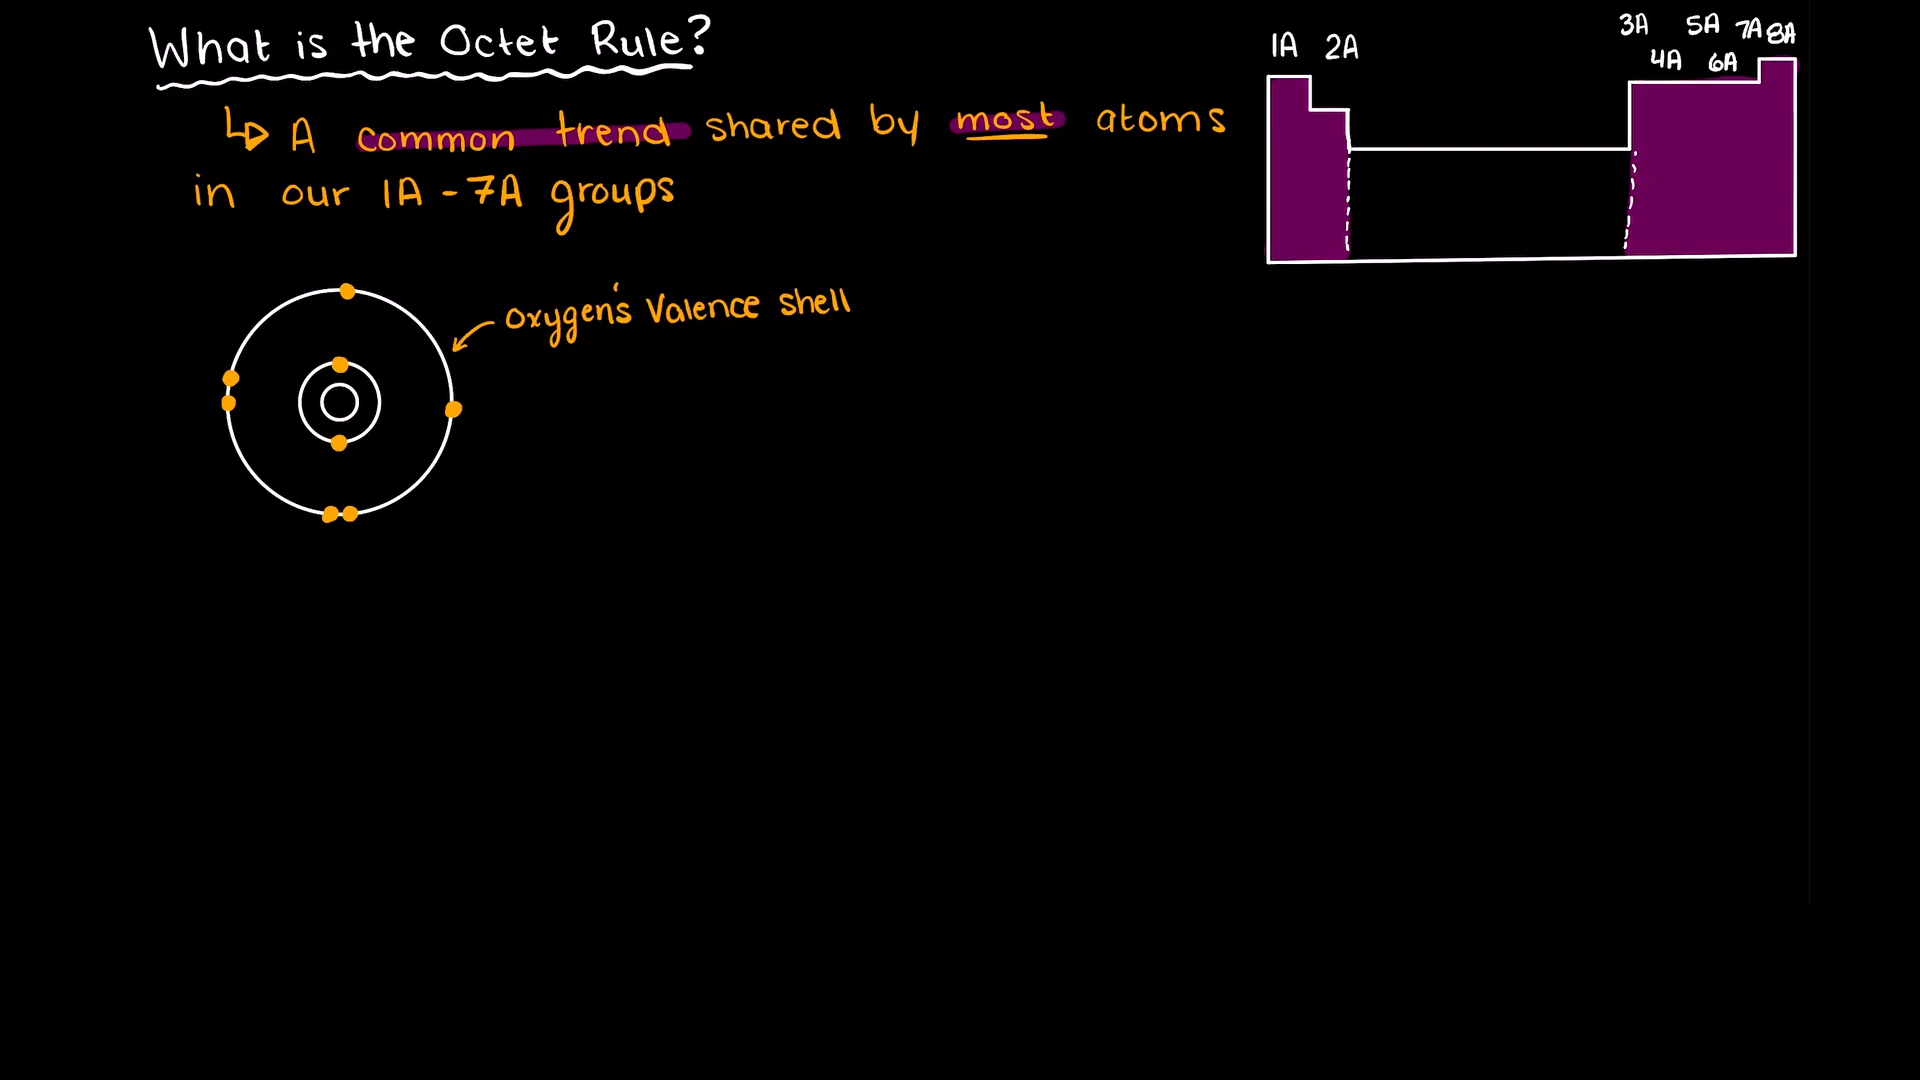 What is the Octet Rule?
A common trend shared by most atoms
in our 1A - 7A groups
Oxygen's Valence shell
1A 2A
3A 5A 7A 8A
4A 6A